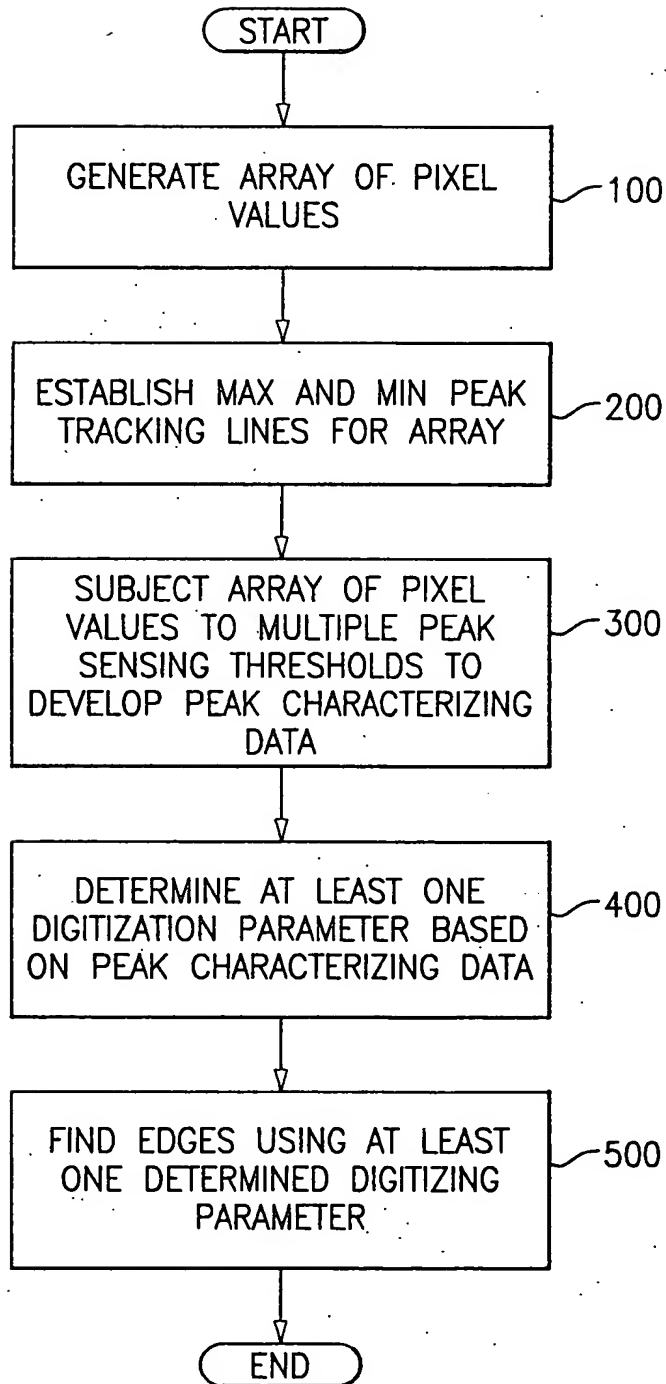 START
GENERATE ARRAY OF PIXEL
VALUES
100
ESTABLISH MAX AND MIN PEAK
TRACKING LINES FOR ARRAY
200
SUBJECT ARRAY OF PIXEL
VALUES TO MULTIPLE PEAK
SENSING THRESHOLDS TO
DEVELOP PEAK CHARACTERIZING
DATA
300
DETERMINE AT LEAST ONE
DIGITIZATION PARAMETER BASED
ON PEAK CHARACTERIZING DATA
400
FIND EDGES USING AT LEAST
ONE DETERMINED DIGITIZING
PARAMETER
500
END